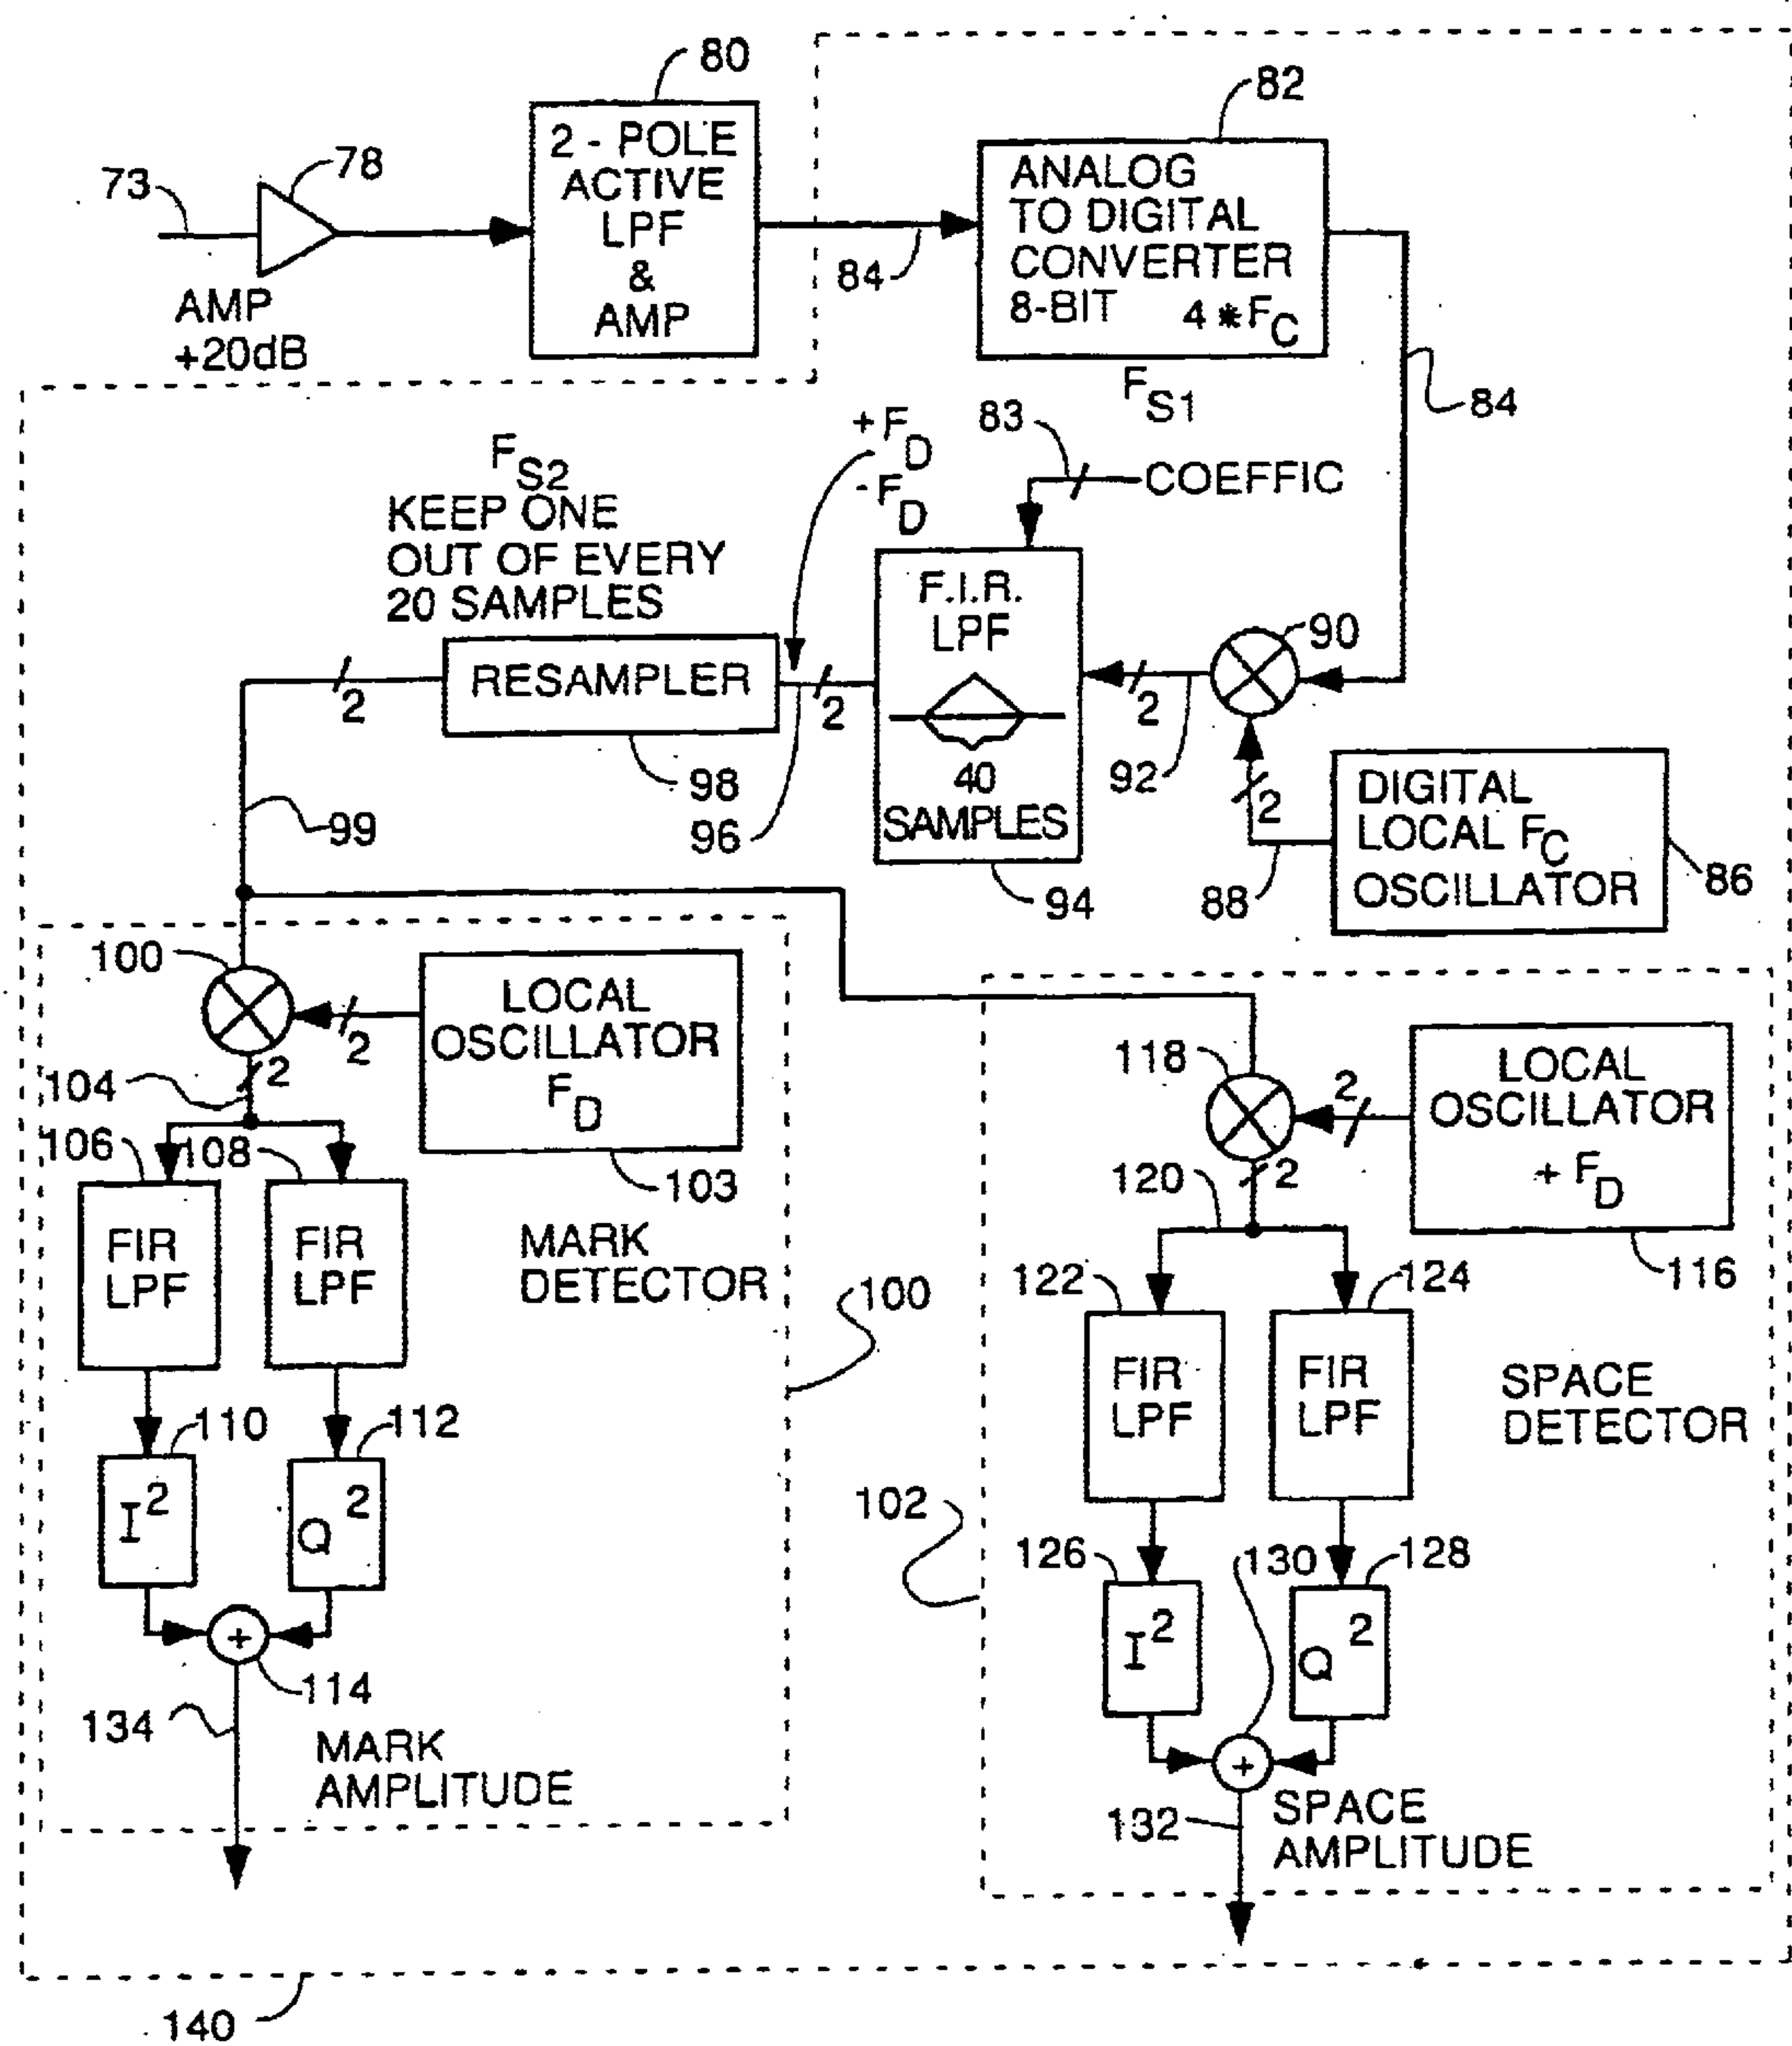 80
2 - POLE
ACTIVE
LPF
&
AMP
73
78
AMP
+20dB
82
ANALOG
TO DIGITAL
CONVERTER
8-BIT 4 * FC
84
FS1
84
83
COEFFIC
+FD
-FD
FS2
KEEP ONE
OUT OF EVERY
20 SAMPLES
RESAMPLER
2
98
96
2
F.I.R.
LPF
40
SAMPLES
94
2
92
90
2
88
DIGITAL
LOCAL FC
OSCILLATOR
86
99
100
LOCAL
OSCILLATOR
FD
2
103
104
2
106
108
FIR
LPF
FIR
LPF
MARK
DETECTOR
100
110
112
I2
Q2
+
114
134
MARK
AMPLITUDE
118
2
LOCAL
OSCILLATOR
+ FD
116
120
2
122
124
FIR
LPF
FIR
LPF
SPACE
DETECTOR
102
126
130
128
I2
Q2
+
132
SPACE
AMPLITUDE
140